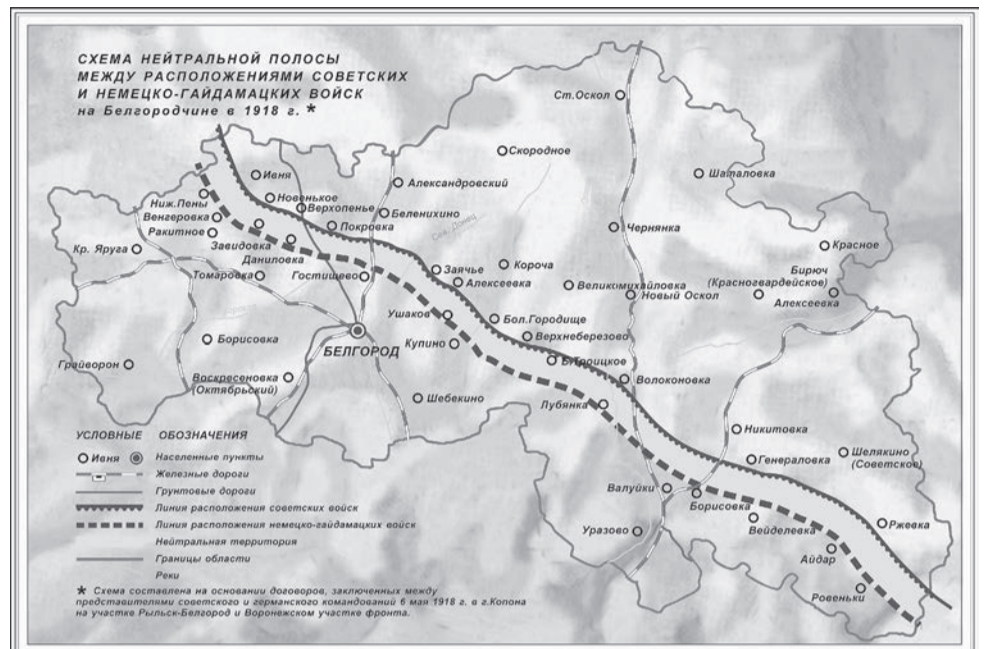 СХЕМА НЕЙТРАЛЬНОЙ ПОЛОСЫ
МЕЖДУ РАСПОЛОЖЕНИЯМИ СОВЕТСКИХ
И НЕМЕЦКО-ГАЙДАМАЦКИХ ВОЙСК
на Белгородчине в 1918 г. *
Ст.Оскол
Скородное
Ивня
Александровский
Шаталовка
Ниж.Пены
Новенькое
Верхопенье
Беленихино
Венгеровка
Покровка
Сев. Донец
Чернянка
Ракитное
Завидовка
Красное
Кр. Яруга
Даниловка
Томаровка
Гостищево
Заячье
Короча
Бирюч
(Красногвардейское)
Алексеевка
Великомихайловка
Новый Оскол
Алексеевка
Ушаков
Бол.Городище
Верхнеберезово
Борисовка
БЕЛГОРОД
Купино
Б.Троицкое
Грайворон
Воскресеновка
(Октябрьский)
Волоконовка
Шебекино
Лубянка
Никитовка
УСЛОВНЫЕ ОБОЗНАЧЕНИЯ
Ивня Населенные пункты
Железные дороги
Грунтовые дороги
Линия расположения советских войск
Линия расположения немецко-гайдамацких войск
Нейтральная территория
Границы области
Реки
Генераловка
Шелякино
(Советское)
Валуйки
Борисовка
Уразово
Вейделевка
Ржевка
Айдар
Ровеньки
* Схема составлена на основании договоров, заключенных между
представителями советского и германского командований 6 мая 1918 г. в г.Копона
на участке Рыльск-Белгород и Воронежском участке фронта.